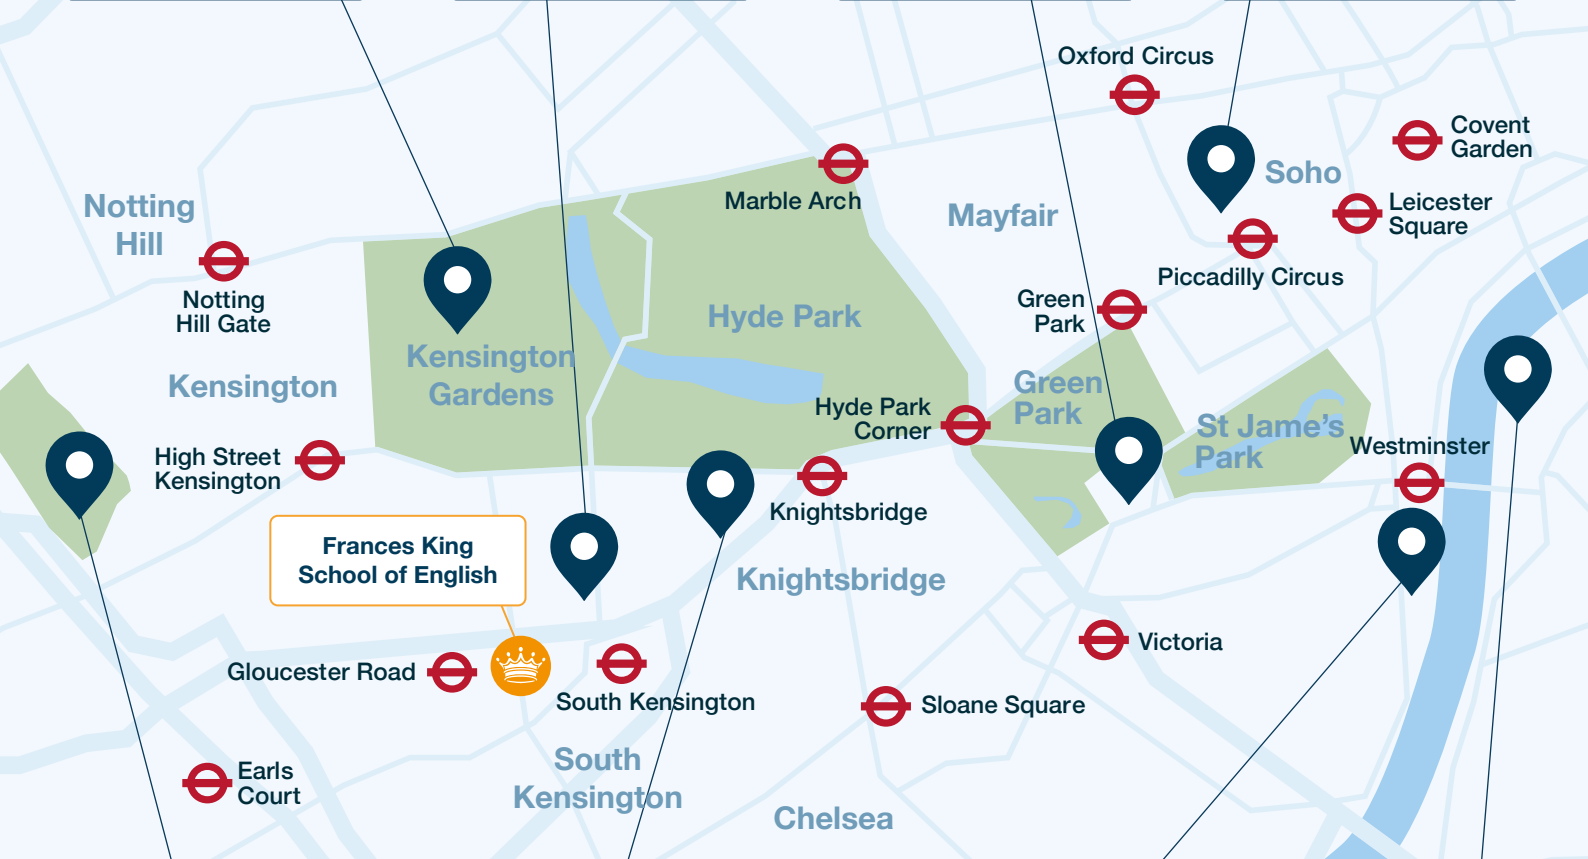 Oxford Circus
Covent
Garden
Soho
Marble Arch
Leicester
Square
Notting
Hill
Mayfair
Piccadilly Circus
Notting
Hill Gate
Green
Park
Hyde Park
Kensington
Gardens
Kensington
Green
Park
Hyde Park
Corner
St Jame's
Park
Westminster
High Street
Kensington
Knightsbridge
Frances King
School of English
Knightsbridge
Victoria
Gloucester Road
South Kensington
Sloane Square
South
Kensington
Earls
Court
Chelsea